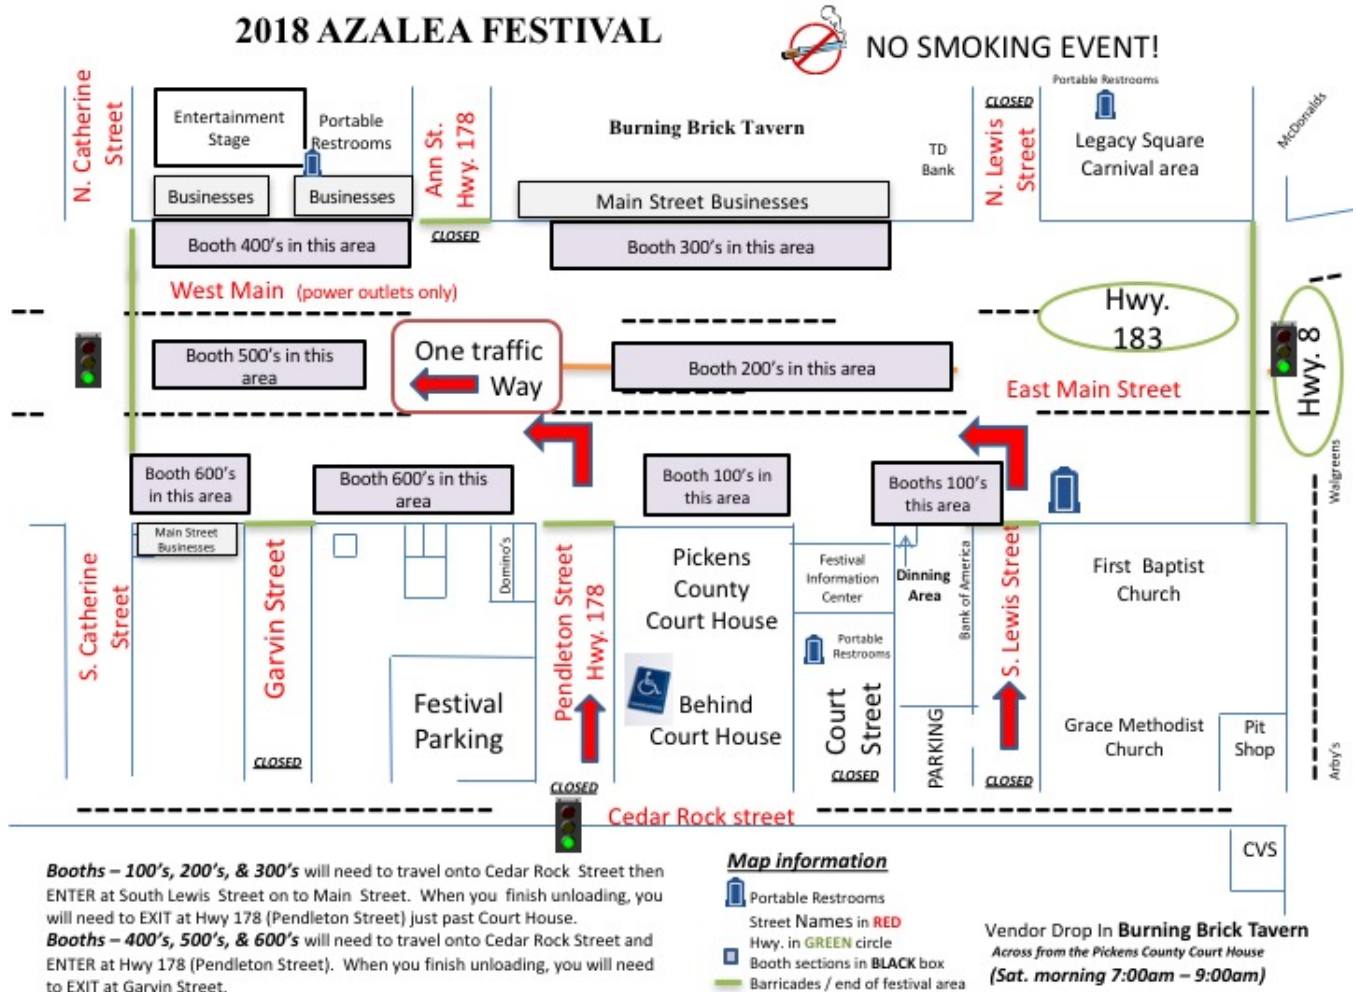 2018 AZALEA FESTIVAL
NO SMOKING EVENT!
N. Catherine
Street
Entertainment
Stage
Portable
Restrooms
Businesses
Businesses
Ann St.
Hwy. 178
CLOSED
Burning Brick Tavern
Main Street Businesses
TD
Bank
CLOSED
N. Lewis
Street
Portable Restrooms
Legacy Square
Carnival area
McDonalds
Booth 400's in this area
Booth 300's in this area
West Main (power outlets only)
Hwy.
183
Hwy. 8
Booth 500's in this
area
One traffic
Way
Booth 200's in this area
East Main Street
Booth 600's
in this area
Booth 600's in this
area
Booth 100's in
this area
Booths 100's
this area
Walgreens
Main Street
Businesses
S. Catherine
Street
Garvin Street
CLOSED
Domino's
Festival
Parking
Pendleton Street
Hwy. 178
CLOSED
Pickens
County
Court House
Behind
Court House
Festival
Information
Center
Portable
Restrooms
Court
Street
CLOSED
Dinning
Area
PARKING
Bank of America
S. Lewis Street
CLOSED
First Baptist
Church
Grace Methodist
Church
Pit
Shop
Arby's
Cedar Rock street
CVS
Booths – 100's, 200's, & 300's will need to travel onto Cedar Rock Street then
ENTER at South Lewis Street on to Main Street. When you finish unloading, you
will need to EXIT at Hwy 178 (Pendleton Street) just past Court House.
Booths – 400's, 500's, & 600's will need to travel onto Cedar Rock Street and
ENTER at Hwy 178 (Pendleton Street). When you finish unloading, you will need
to EXIT at Garvin Street.
Map information
Portable Restrooms
Street Names in RED
Hwy. in GREEN circle
Booth sections in BLACK box
Barricades / end of festival area
Vendor Drop In Burning Brick Tavern
Across from the Pickens County Court House
(Sat. morning 7:00am – 9:00am)